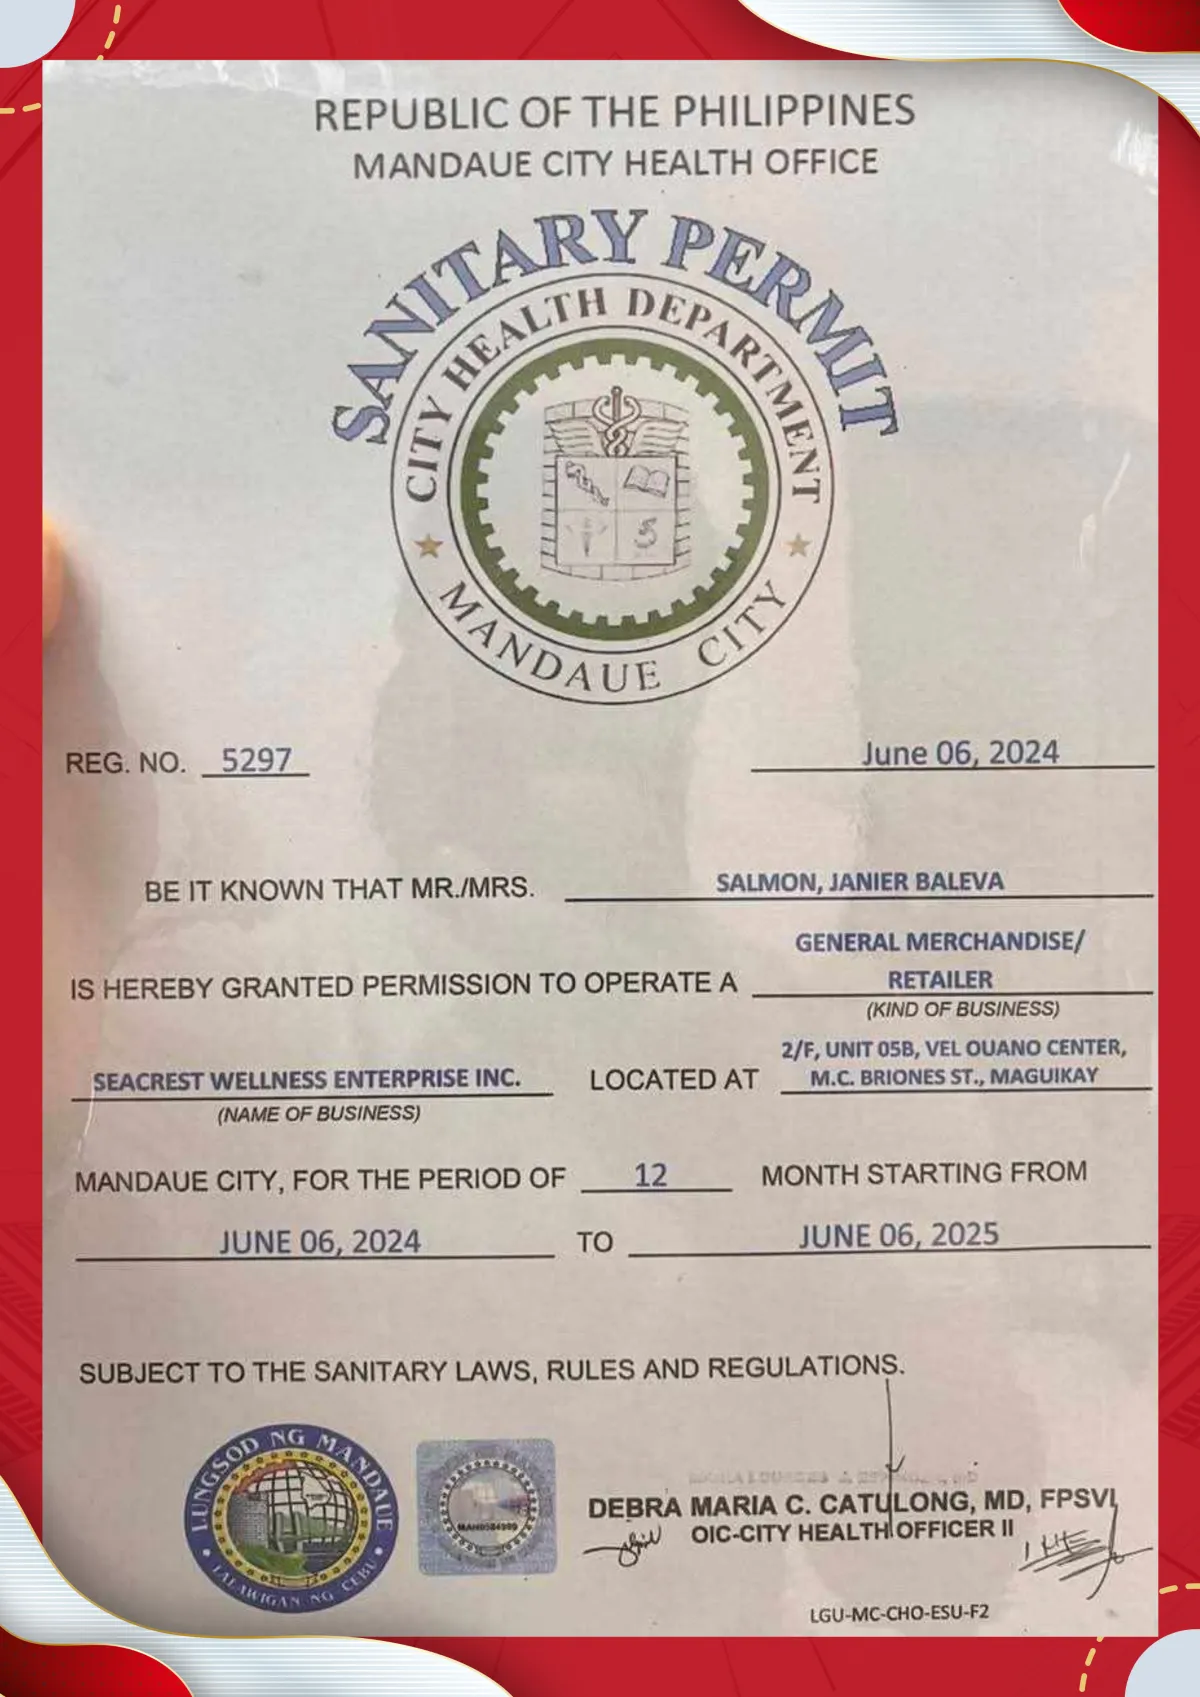 REPUBLIC OF THE PHILIPPINES
MANDAUE CITY HEALTH OFFICE
SANITARY PERMIT
CITY HEALTH DEPARTMENT
MANDAUE CITY
REG. NO. 5297
June 06, 2024
BE IT KNOWN THAT MR./MRS. SALMON, JANIER BALEVA
GENERAL MERCHANDISE/
IS HEREBY GRANTED PERMISSION TO OPERATE A RETAILER
(KIND OF BUSINESS)
2/F, UNIT 05B, VEL OUANO CENTER,
SEACREST WELLNESS ENTERPRISE INC. LOCATED AT M.C. BRIONES ST., MAGUIKAY
(NAME OF BUSINESS)
MANDAUE CITY, FOR THE PERIOD OF 12 MONTH STARTING FROM
JUNE 06, 2024 TO JUNE 06, 2025
SUBJECT TO THE SANITARY LAWS, RULES AND REGULATIONS.
LUNGSOD NG MANDAUE
LALAWIGAN NG CEBU
DEBRA MARIA C. CATULONG, MD, FPSVI
OIC-CITY HEALTH OFFICER II
LGU-MC-CHO-ESU-F2